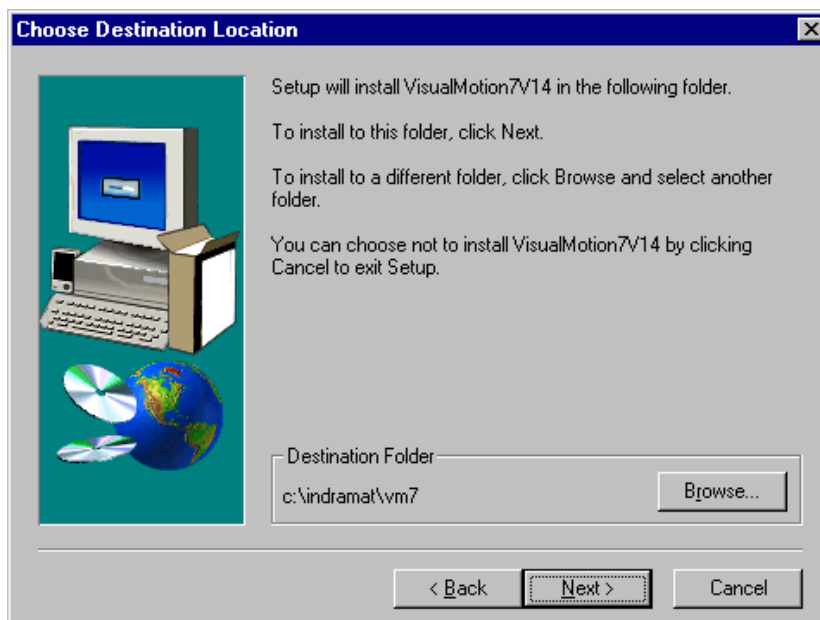 Choose Destination Location
Setup will install VisualMotion7V14 in the following folder.
To install to this folder, click Next.
To install to a different folder, click Browse and select another
folder.
You can choose not to install VisualMotion7V14 by clicking
Cancel to exit Setup.
Destination Folder
c:\indramat\vm7
Browse...
< Back
Next >
Cancel